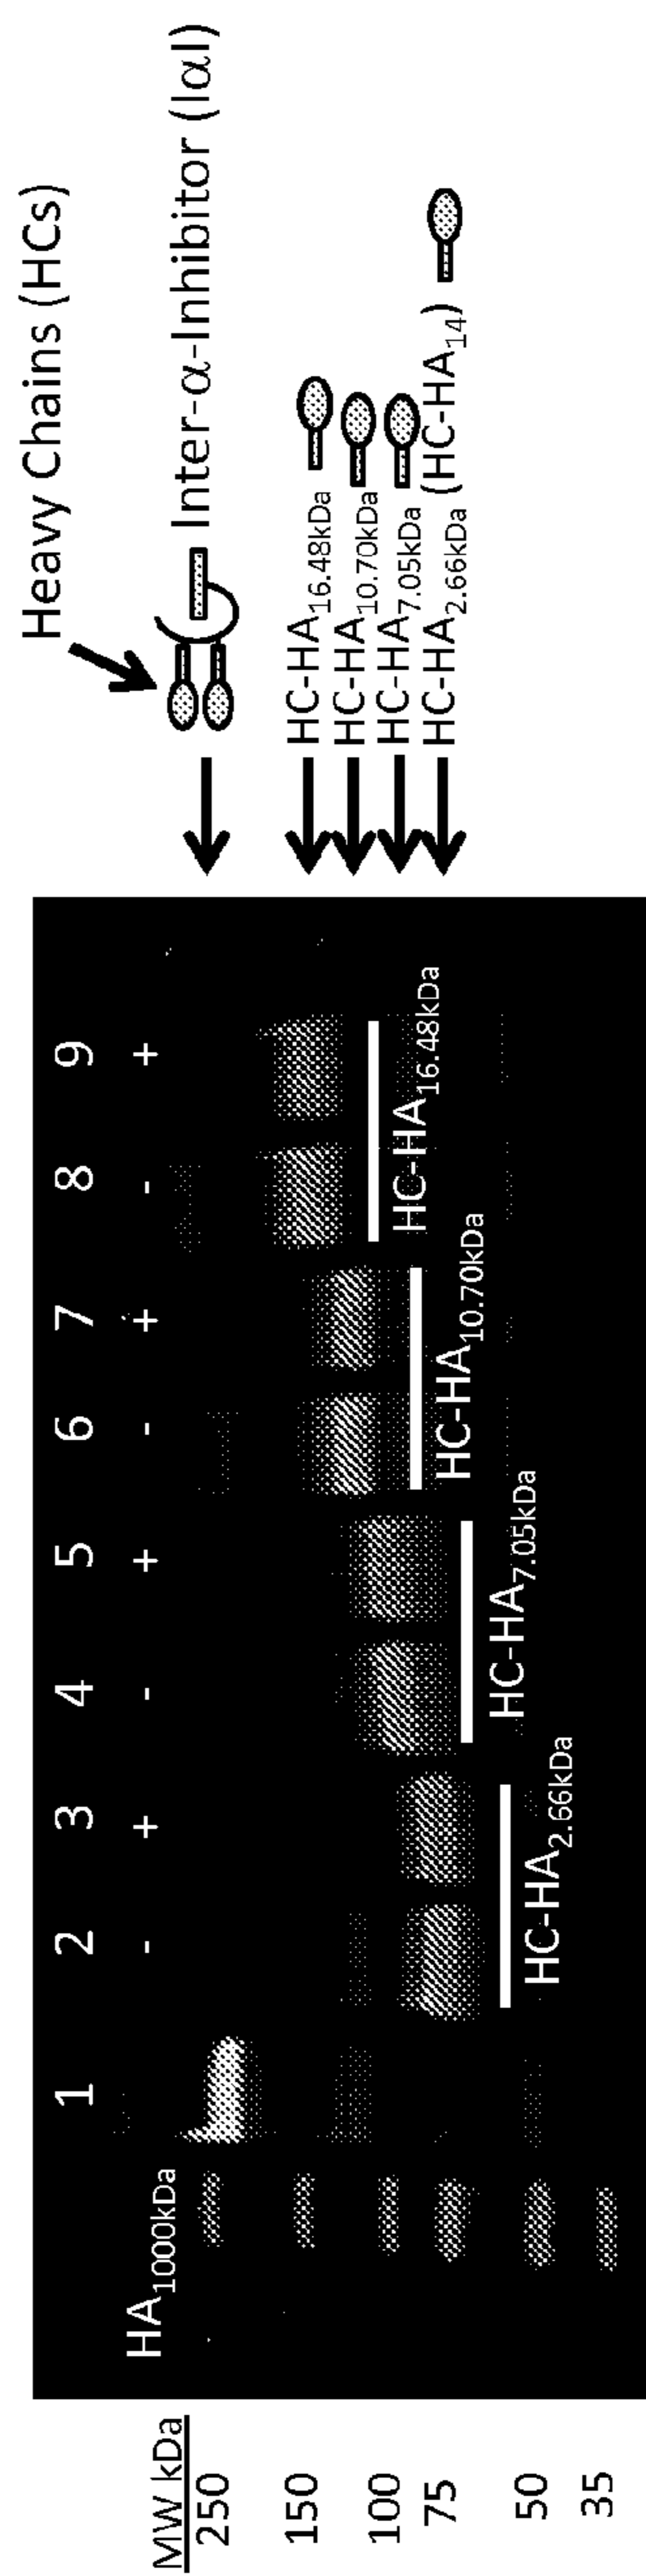 Heavy Chains (HCs)
Inter-α-Inhibitor (IαI)
1 2 3 4 5 6 7 8 9
HA1000kDa - + - + - + - +
MW kDa
250
150
100
75
50
35
HC-HA2.66kDa
HC-HA7.05kDa
HC-HA10.70kDa
HC-HA16.48kDa
HC-HA16.48kDa
HC-HA10.70kDa
HC-HA7.05kDa
HC-HA2.66kDa (HC-HA14)